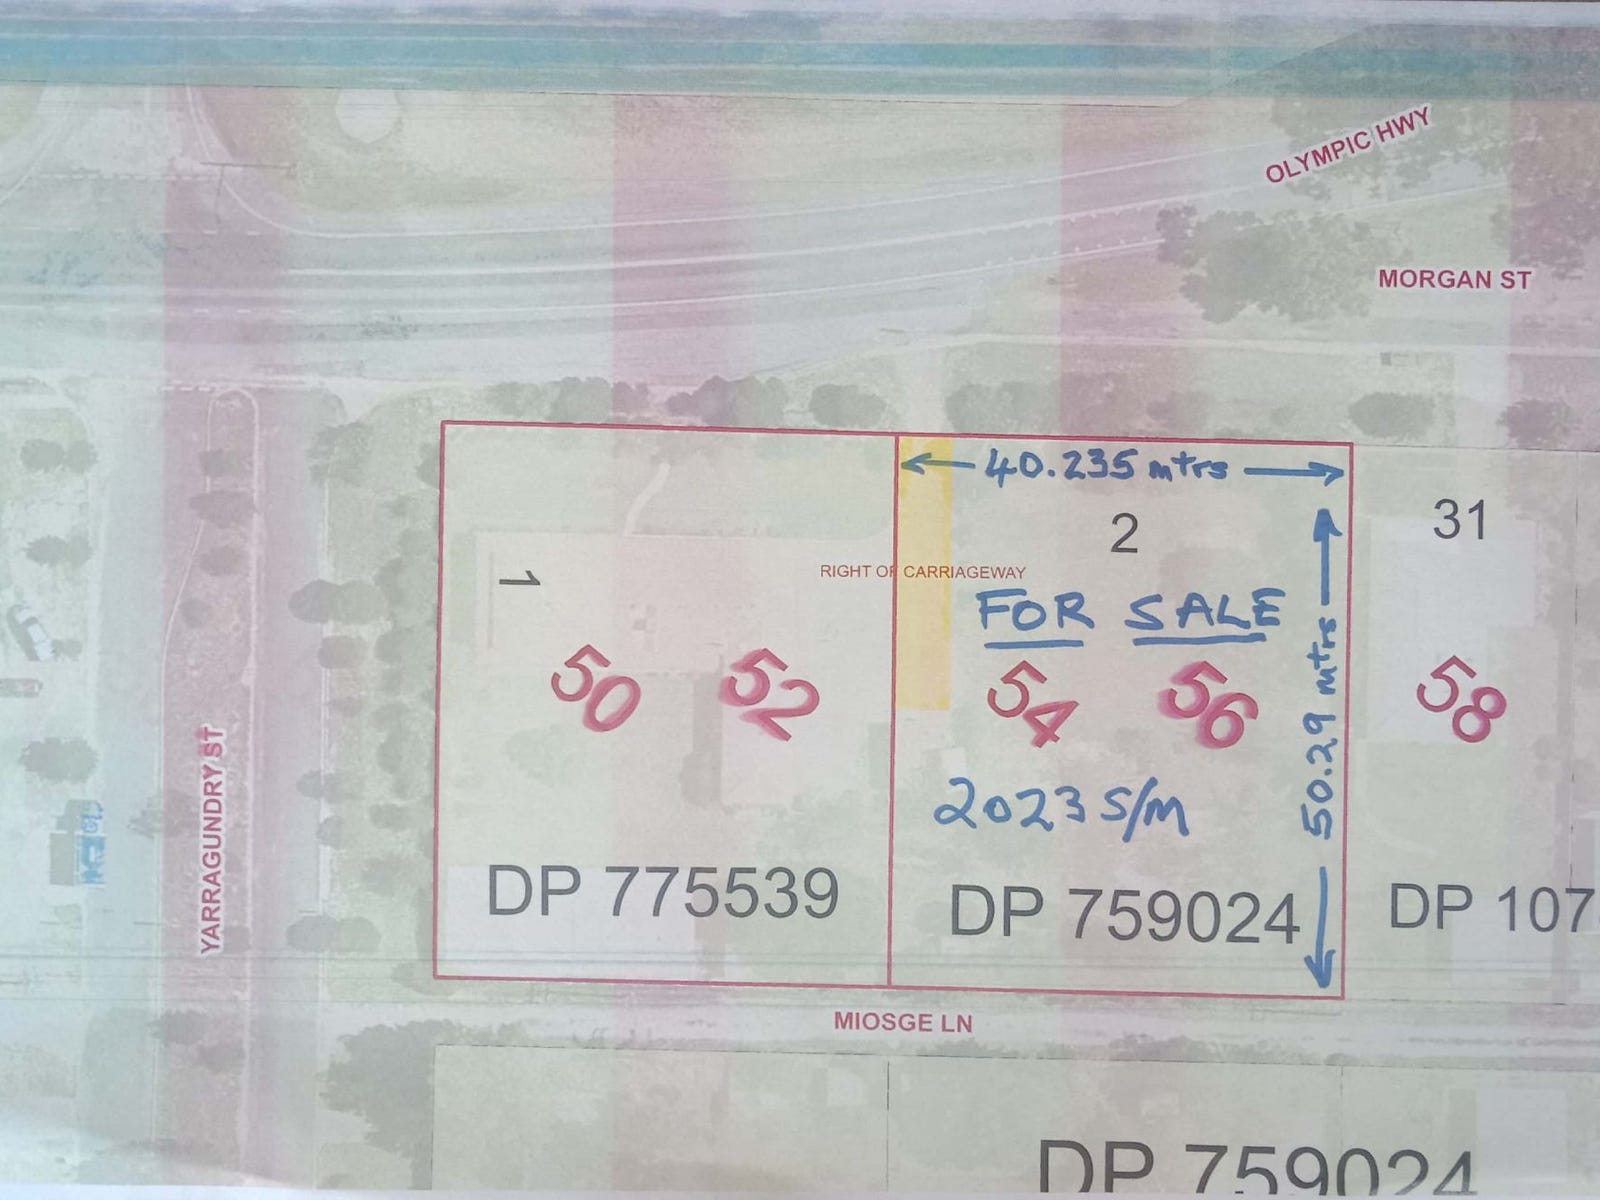 OLYMPIC HWY
MORGAN ST
40.235 mtrs
2
31
1
RIGHT OF CARRIAGEWAY
FOR SALE
50 52 54 56 58
50.29 mtrs
2023 S/M
YARRAGUNDRY ST
DP 775539
DP 759024
DP 107
MIOSGE LN
DP 759024